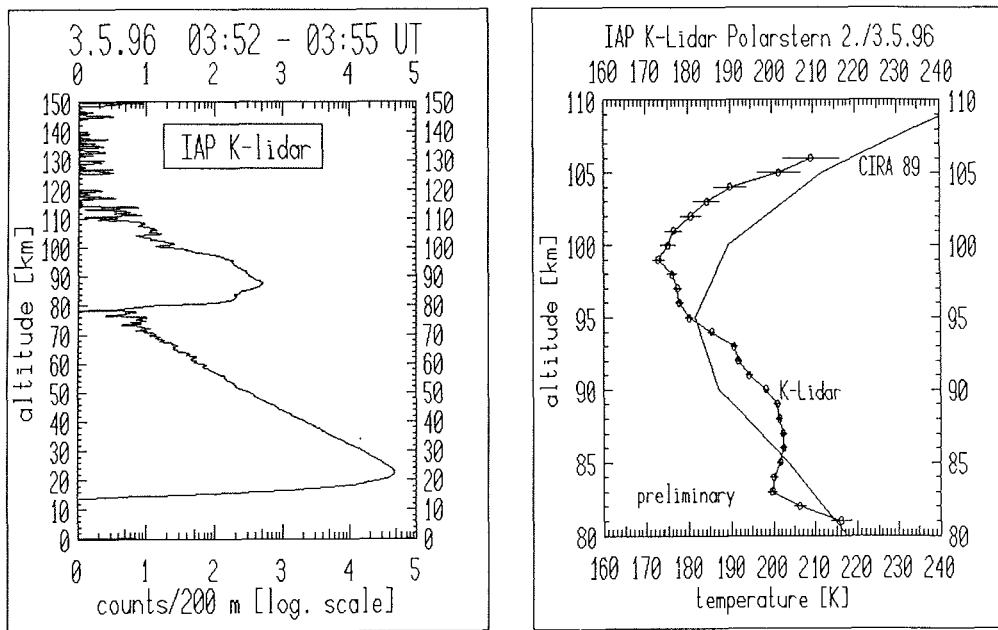 3.5.96 03:52 - 03:55 UT
0 1 2 3 4 5
150 150
140 140
130 130
120 120
110 110
100 100
90 90
80 80
70 70
60 60
50 50
40 40
30 30
20 20
10 10
0 0
altitude [km]
IAP K-lidar
0 1 2 3 4 5
counts/200 m [log. scale]
IAP K-Lidar Polarstern 2./3.5.96
160 170 180 190 200 210 220 230 240
110 110
105 105
100 100
95 95
90 90
85 85
80 80
altitude [km]
CIRA 89
K-Lidar
preliminary
160 170 180 190 200 210 220 230 240
temperature [K]